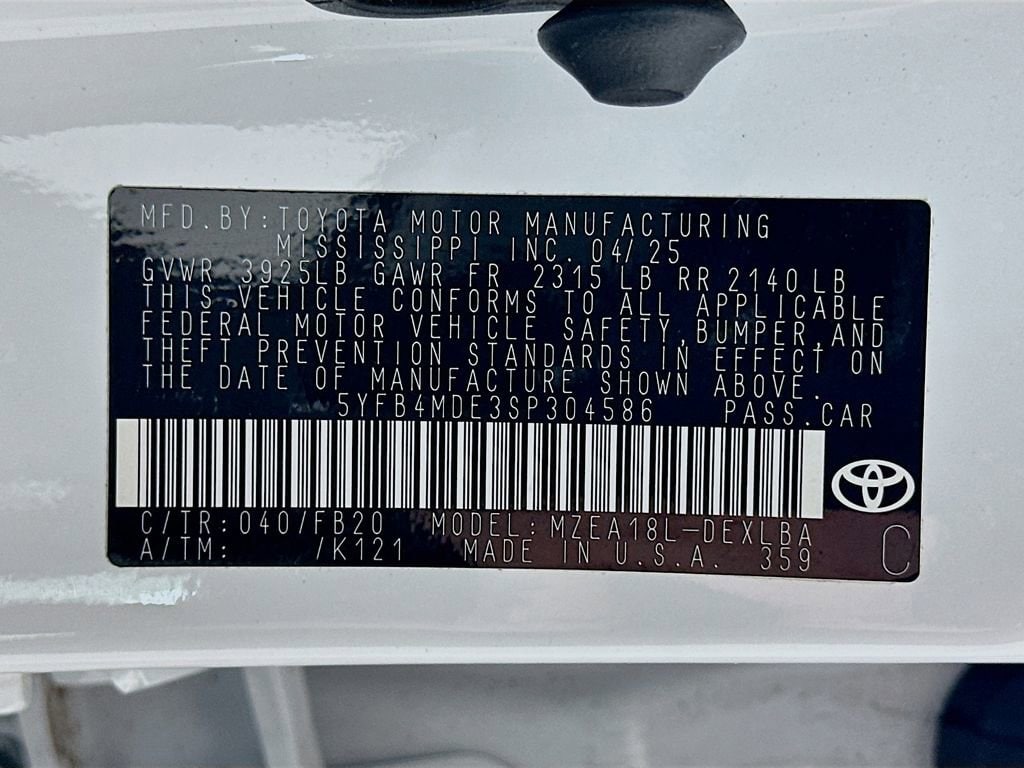 MFD. BY: TOYOTA MOTOR MANUFACTURING
MISSISSIPPI INC. 04/25
GVWR 3925LB GAWR FR 2315 LB RR 2140 LB
THIS VEHICLE CONFORMS TO ALL APPLICABLE
FEDERAL MOTOR VEHICLE SAFETY, BUMPER, AND
THEFT PREVENTION STANDARDS IN EFFECT ON
THE DATE OF MANUFACTURE SHOWN ABOVE.
5YFB4MDE3SP304586 PASS. CAR
C/TR: 040/FB20 MODEL: MZEA18L-DEXLBA
A/TM: /K121 MADE IN U.S.A. 359
C